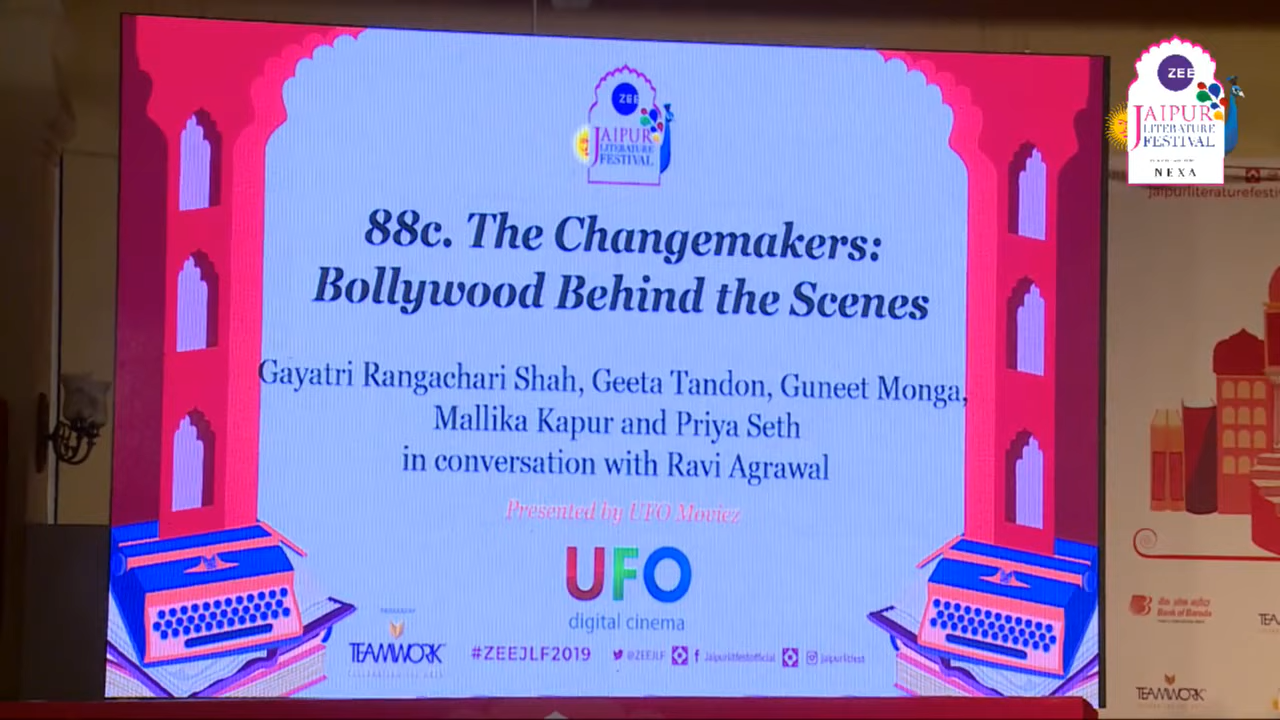 ZEE
JAIPUR
LITERATURE
FESTIVAL
88c. The Changemakers:
Bollywood Behind the Scenes
Gayatri Rangachari Shah, Geeta Tandon, Guneet Monga,
Mallika Kapur and Priya Seth
in conversation with Ravi Agrawal
Presented by UFO Moviez
UFO
digital cinema
TEAMWORK
#ZEEJLF2019
@ZEEJLF
jaipurlitfestofficial
jaipurlitfest
ZEE
JAIPUR
LITERATURE
FESTIVAL
NEXA
jaipurliteraturefesti
Bank of Baroda
TEA
TEAMWORK